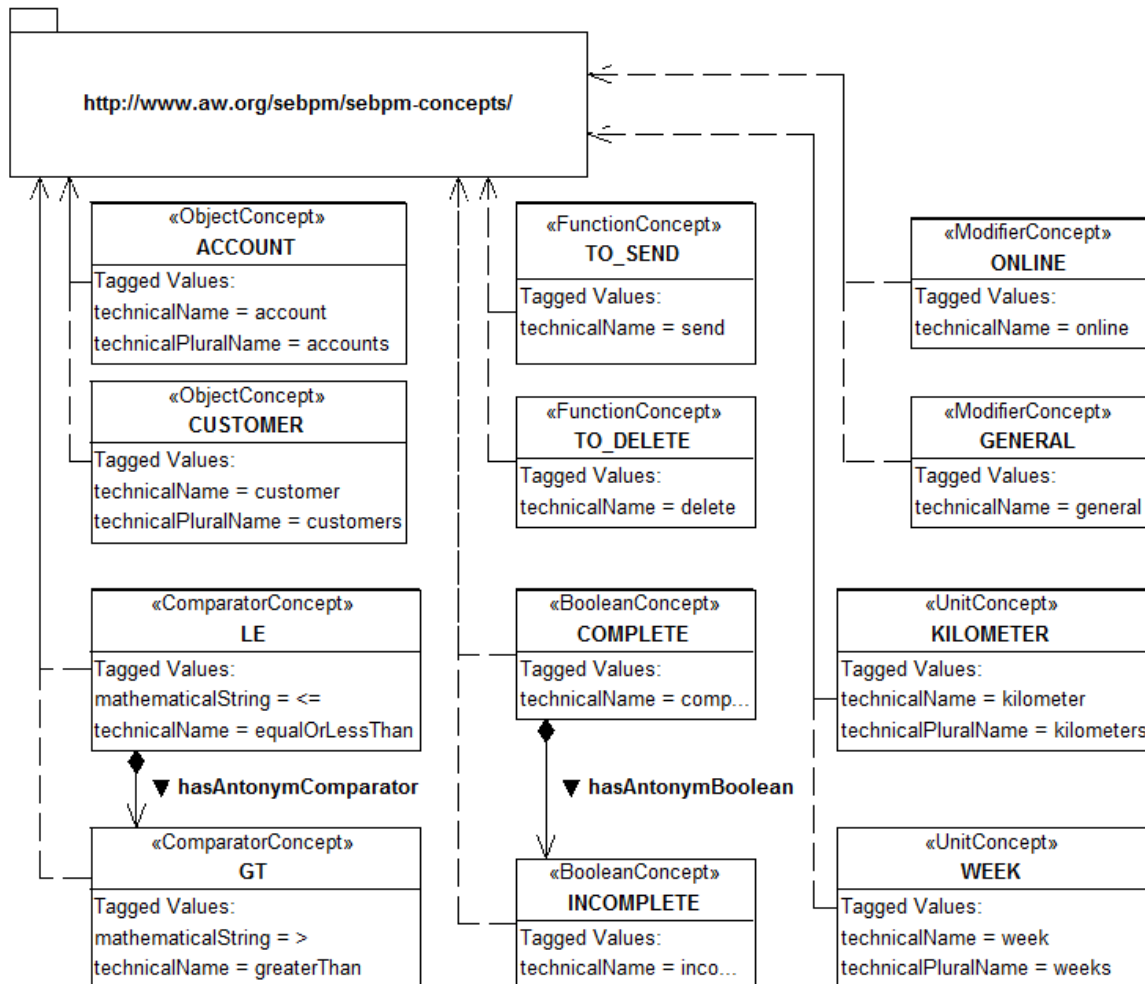 http://www.aw.org/sebpm/sebpm-concepts/
«ObjectConcept»
ACCOUNT
Tagged Values:
technicalName = account
technicalPluralName = accounts
«FunctionConcept»
TO_SEND
Tagged Values:
technicalName = send
«ModifierConcept»
ONLINE
Tagged Values:
technicalName = online
«ObjectConcept»
CUSTOMER
Tagged Values:
technicalName = customer
technicalPluralName = customers
«FunctionConcept»
TO_DELETE
Tagged Values:
technicalName = delete
«ModifierConcept»
GENERAL
Tagged Values:
technicalName = general
«ComparatorConcept»
LE
Tagged Values:
mathematicalString = <=
technicalName = equalOrLessThan
«BooleanConcept»
COMPLETE
Tagged Values:
technicalName = comp...
«UnitConcept»
KILOMETER
Tagged Values:
technicalName = kilometer
technicalPluralName = kilometers
▼ hasAntonymComparator
▼ hasAntonymBoolean
«ComparatorConcept»
GT
Tagged Values:
mathematicalString = >
technicalName = greaterThan
«BooleanConcept»
INCOMPLETE
Tagged Values:
technicalName = inco...
«UnitConcept»
WEEK
Tagged Values:
technicalName = week
technicalPluralName = weeks